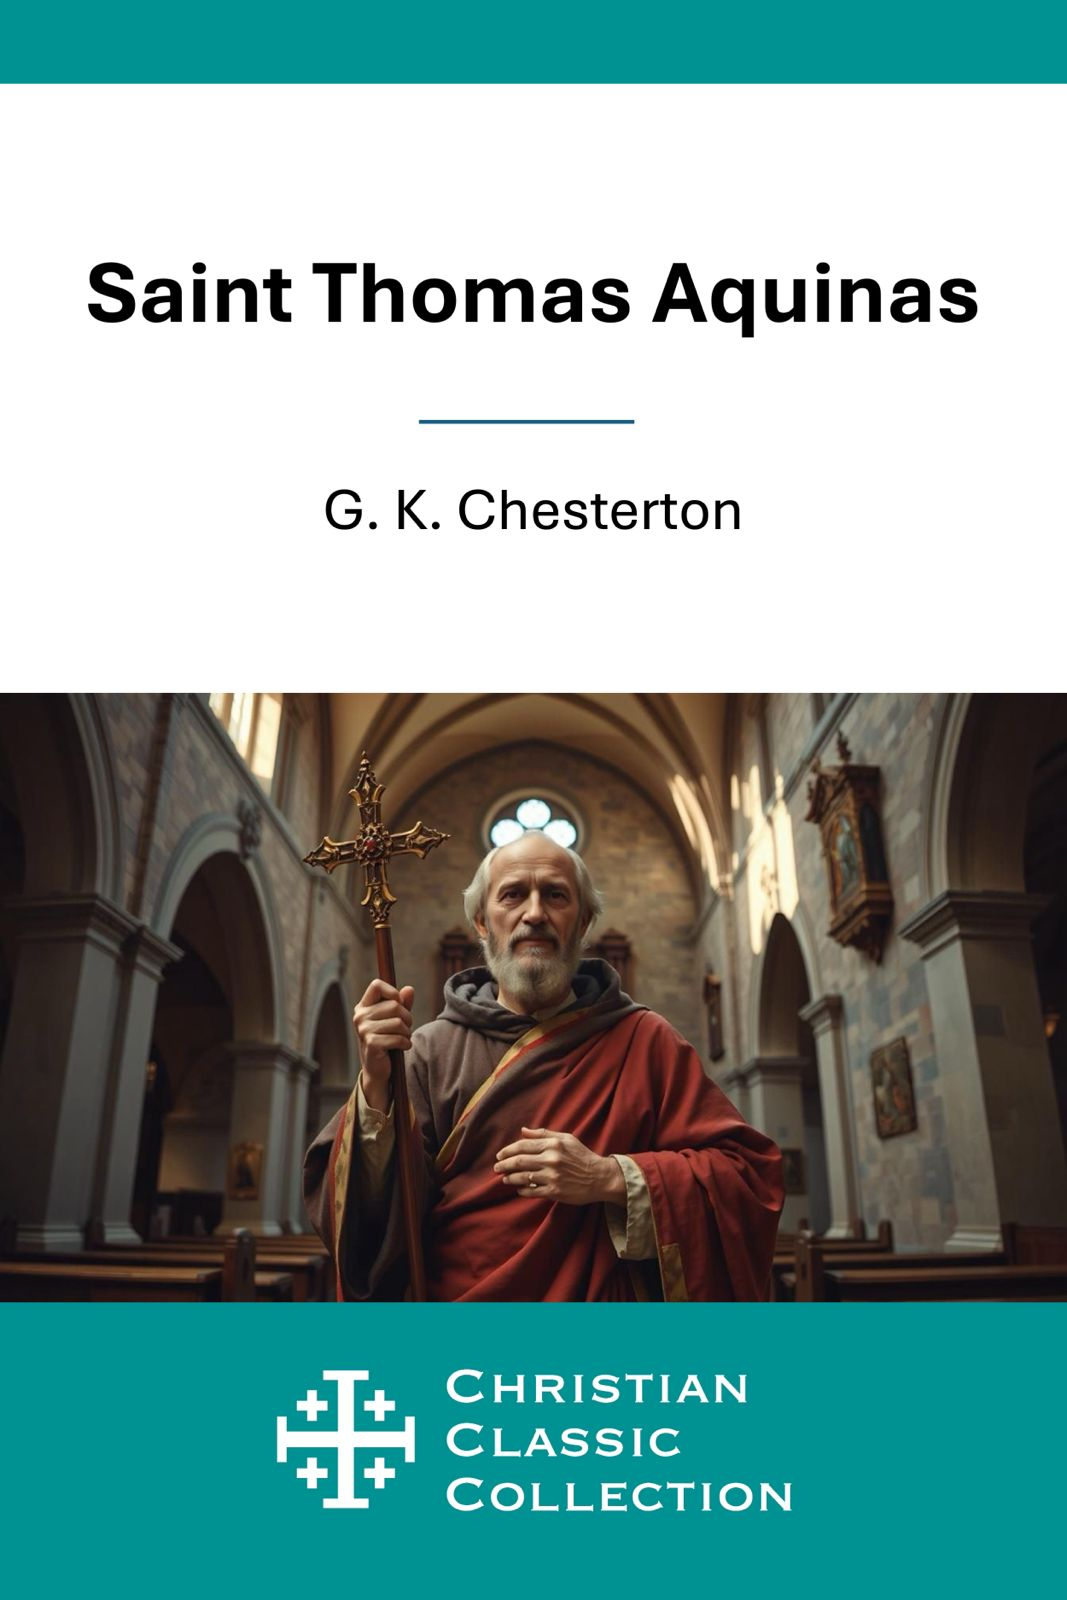 Saint Thomas Aquinas
G. K. Chesterton
Christian
Classic
Collection